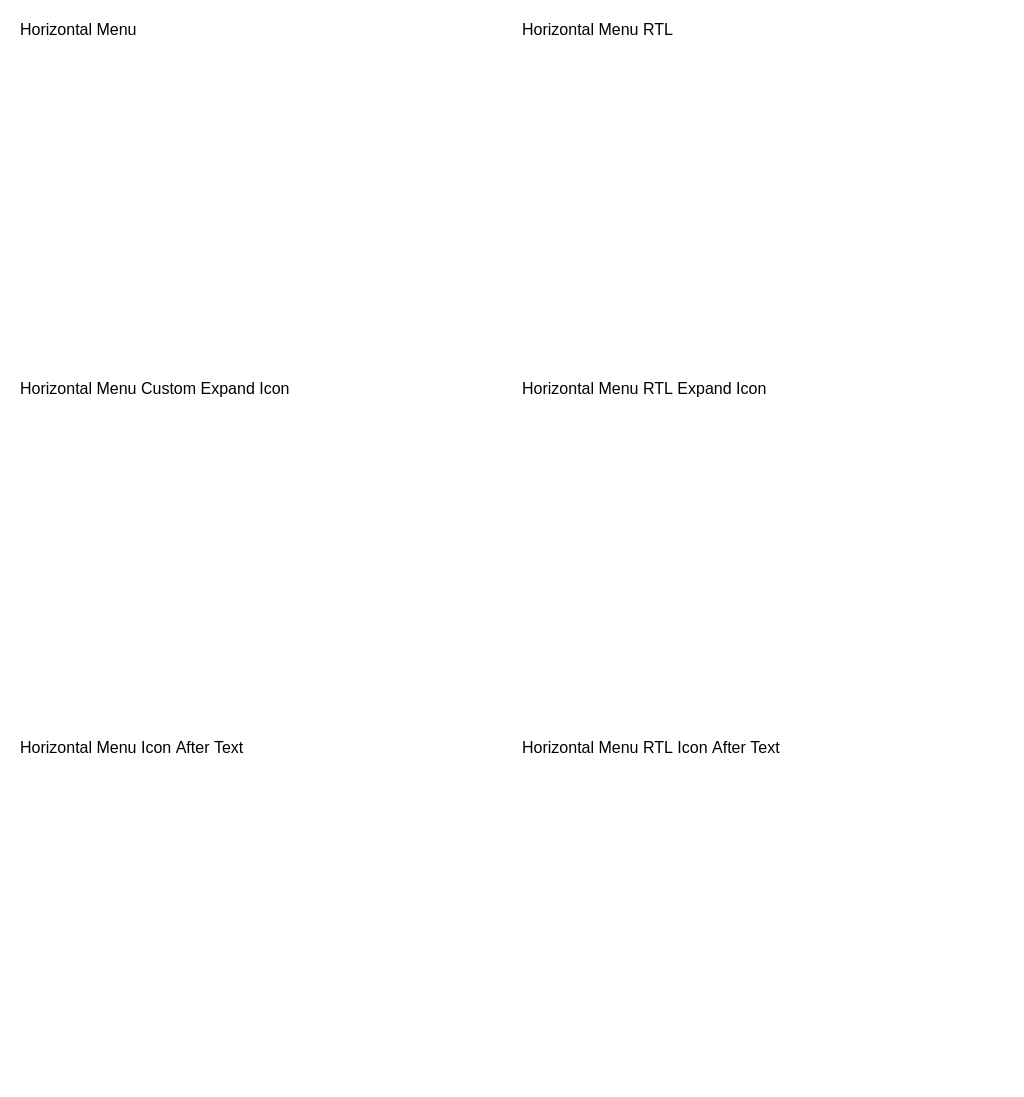 Horizontal Menu
Horizontal Menu RTL
Horizontal Menu Custom Expand Icon
Horizontal Menu RTL Expand Icon
Horizontal Menu Icon After Text
Horizontal Menu RTL Icon After Text